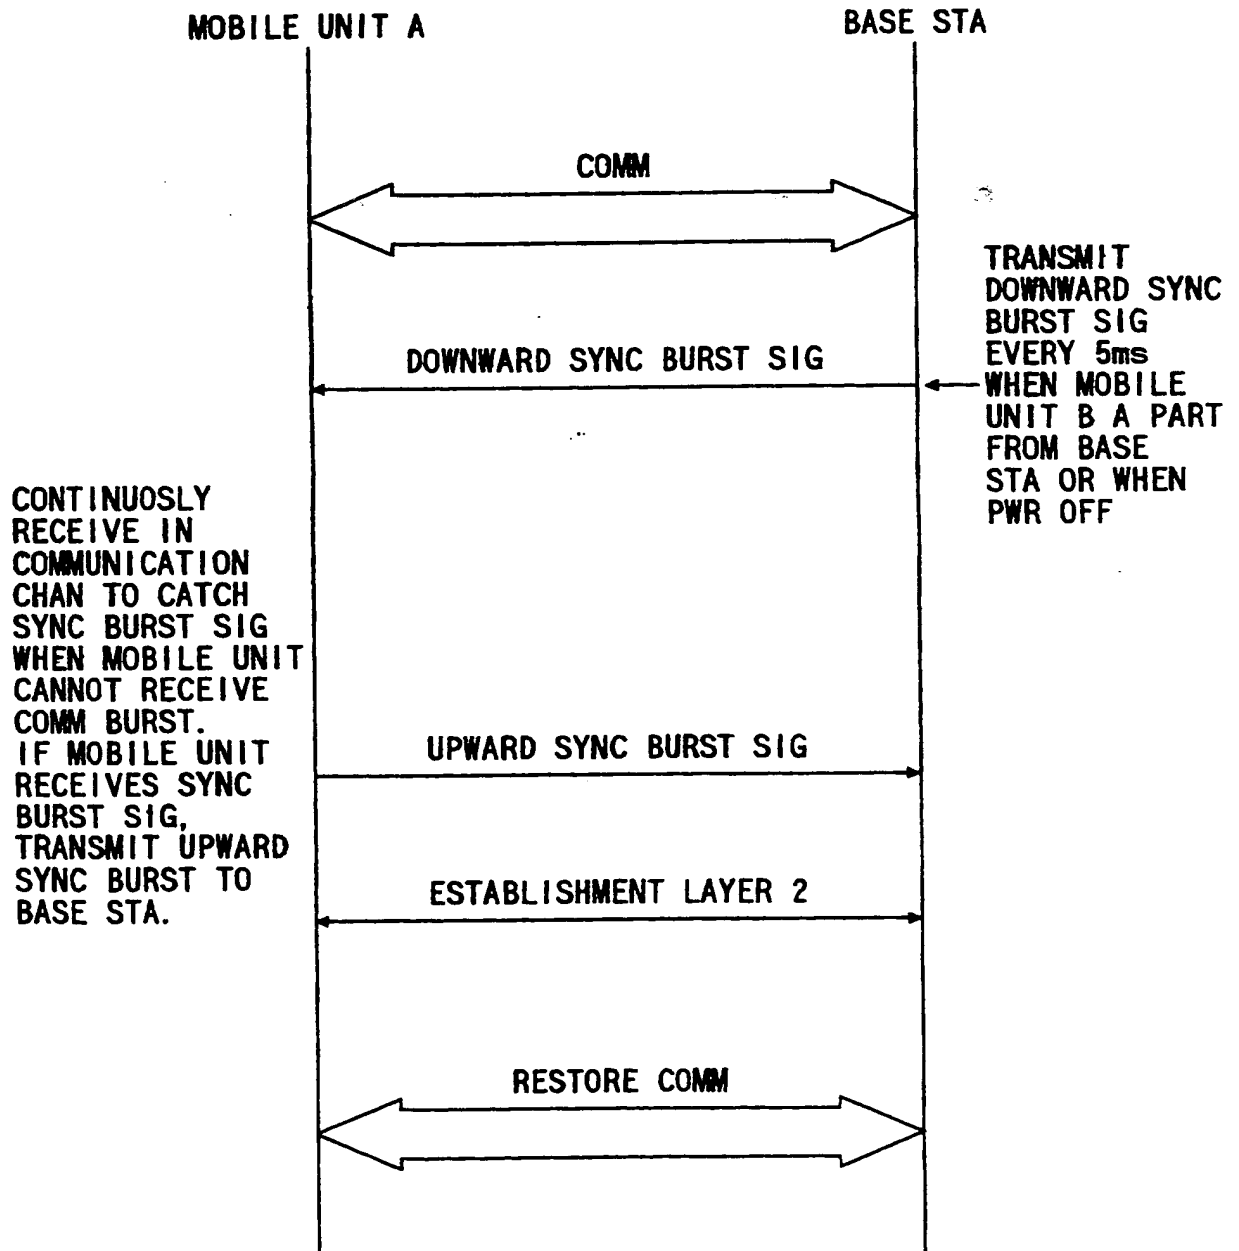 MOBILE UNIT A
BASE STA
COMM
TRANSMIT
DOWNWARD SYNC
BURST SIG
EVERY 5ms
WHEN MOBILE
UNIT B A PART
FROM BASE
STA OR WHEN
PWR OFF
DOWNWARD SYNC BURST SIG
CONTINUOSLY
RECEIVE IN
COMMUNICATION
CHAN TO CATCH
SYNC BURST SIG
WHEN MOBILE UNIT
CANNOT RECEIVE
COMM BURST.
IF MOBILE UNIT
RECEIVES SYNC
BURST SIG,
TRANSMIT UPWARD
SYNC BURST TO
BASE STA.
UPWARD SYNC BURST SIG
ESTABLISHMENT LAYER 2
RESTORE COMM